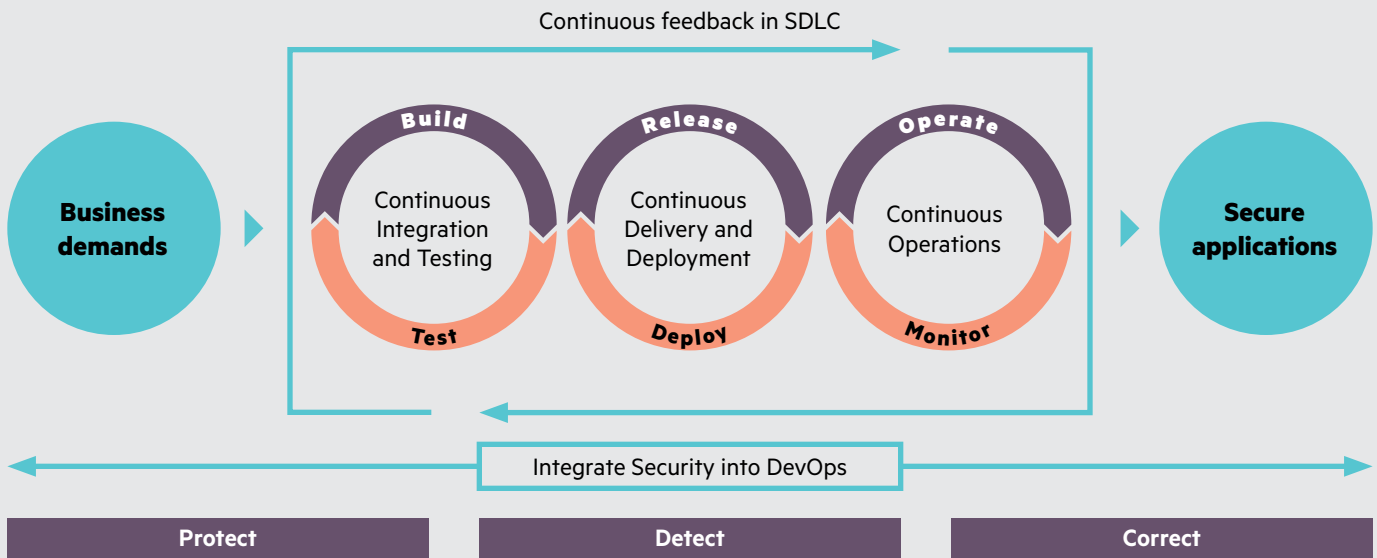 Continuous feedback in SDLC
Build
Release
Operate
Business
demands
Continuous
Integration
and Testing
Continuous
Delivery and
Deployment
Continuous
Operations
Secure
applications
Test
Deploy
Monitor
Integrate Security into DevOps
Protect
Detect
Correct